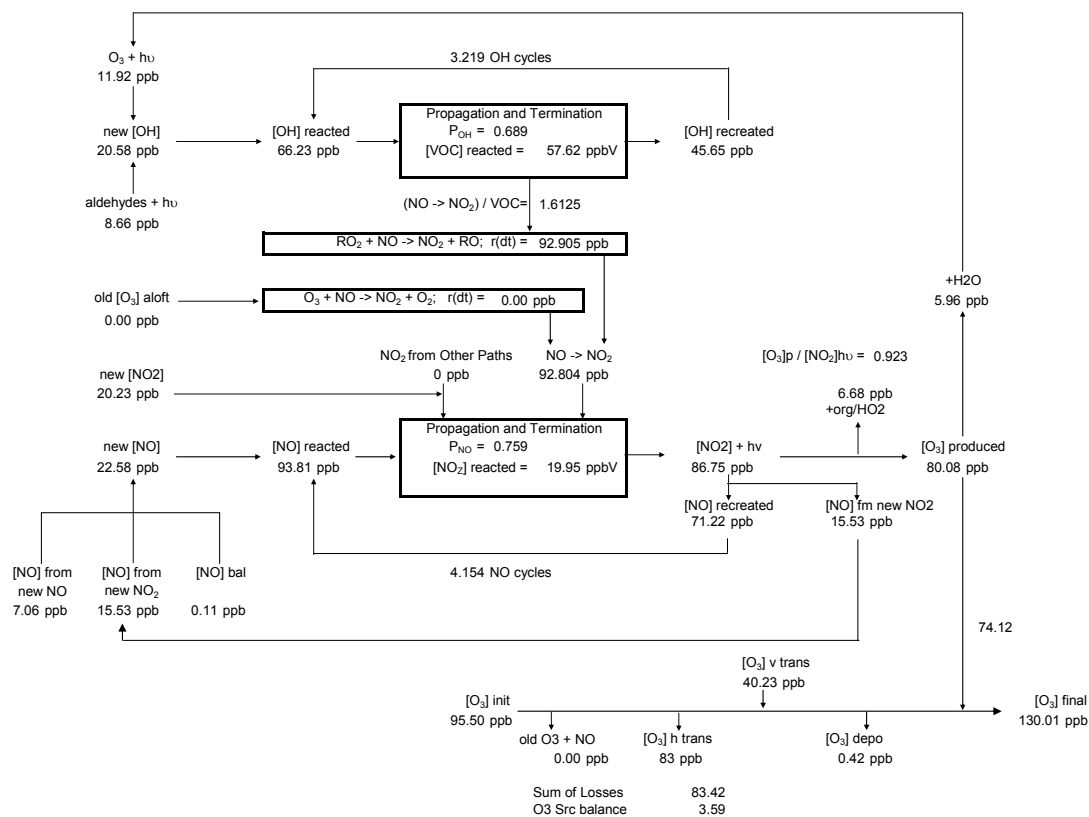 O₃ + hυ
11.92 ppb
3.219 OH cycles
new [OH]
20.58 ppb
[OH] reacted
66.23 ppb
Propagation and Termination
P_OH = 0.689
[VOC] reacted = 57.62 ppbV
[OH] recreated
45.65 ppb
aldehydes + hυ
8.66 ppb
(NO -> NO₂) / VOC= 1.6125
RO₂ + NO -> NO₂ + RO; r(dt) = 92.905 ppb
old [O₃] aloft
0.00 ppb
O₃ + NO -> NO₂ + O₂; r(dt) = 0.00 ppb
+H2O
5.96 ppb
NO₂ from Other Paths
0 ppb
NO -> NO₂
92.804 ppb
[O₃]p / [NO₂]hυ = 0.923
new [NO2]
20.23 ppb
6.68 ppb
+org/HO2
new [NO]
22.58 ppb
[NO] reacted
93.81 ppb
Propagation and Termination
P_NO = 0.759
[NO_Z] reacted = 19.95 ppbV
[NO2] + hv
86.75 ppb
[O₃] produced
80.08 ppb
[NO] recreated
71.22 ppb
[NO] fm new NO2
15.53 ppb
4.154 NO cycles
[NO] from
new NO
7.06 ppb
[NO] from
new NO₂
15.53 ppb
[NO] bal
0.11 ppb
74.12
[O₃] v trans
40.23 ppb
[O₃] init
95.50 ppb
[O₃] final
130.01 ppb
old O3 + NO
0.00 ppb
[O₃] h trans
83 ppb
[O₃] depo
0.42 ppb
Sum of Losses 83.42
O3 Src balance 3.59